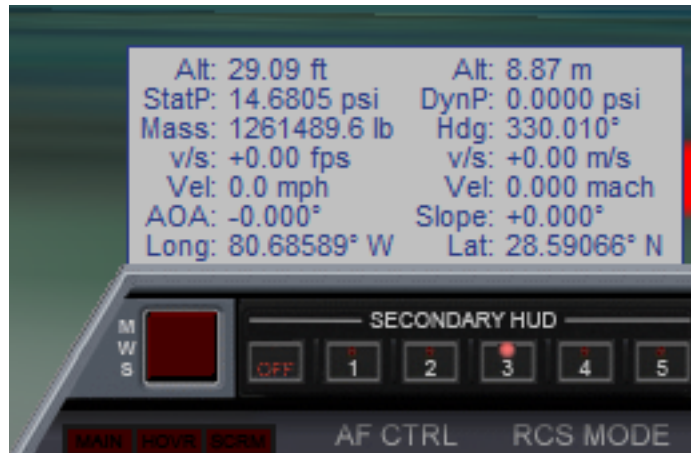 Alt: 29.09 ft Alt: 8.87 m
StatP: 14.6805 psi DynP: 0.0000 psi
Mass: 1261489.6 lb Hdg: 330.010°
v/s: +0.00 fps v/s: +0.00 m/s
Vel: 0.0 mph Vel: 0.000 mach
AOA: -0.000° Slope: +0.000°
Long: 80.68589° W Lat: 28.59066° N
MWS
SECONDARY HUD
OFF 1 2 3 4 5
MAIN HOVR SCRM AF CTRL RCS MODE